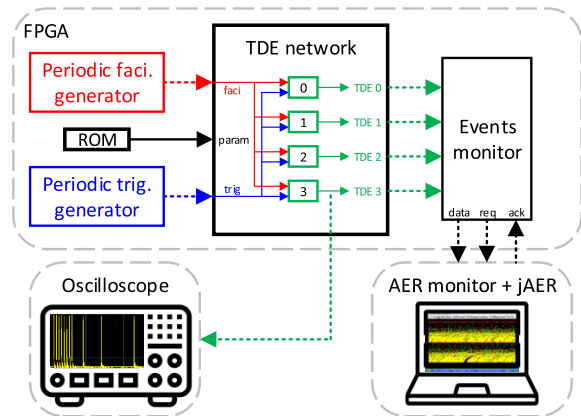 FPGA
TDE network
Periodic faci.
generator
faci
0
TDE 0
1
TDE 1
Events
monitor
ROM
param
2
TDE 2
Periodic trig.
generator
trig
3
TDE 3
data req ack
Oscilloscope
AER monitor + jAER